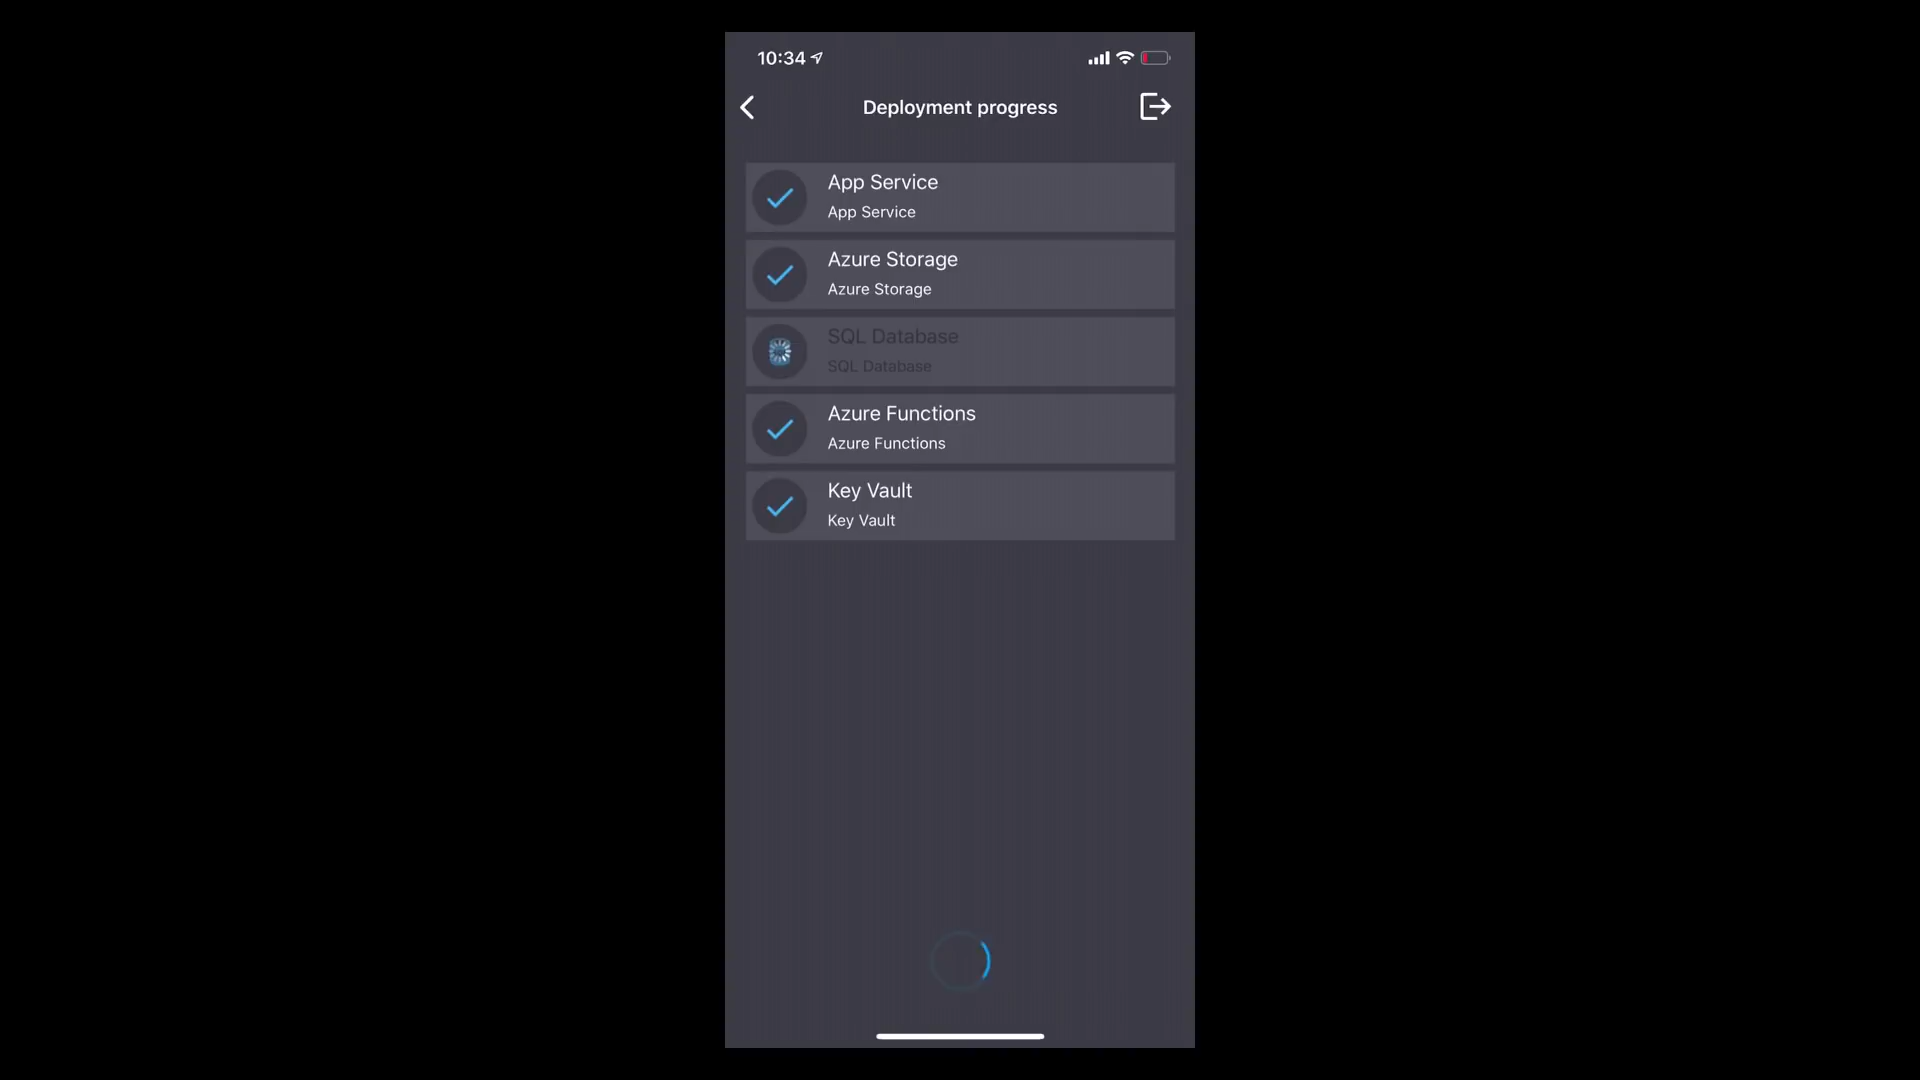 10:34
Deployment progress
App Service
App Service
Azure Storage
Azure Storage
SQL Database
SQL Database
Azure Functions
Azure Functions
Key Vault
Key Vault